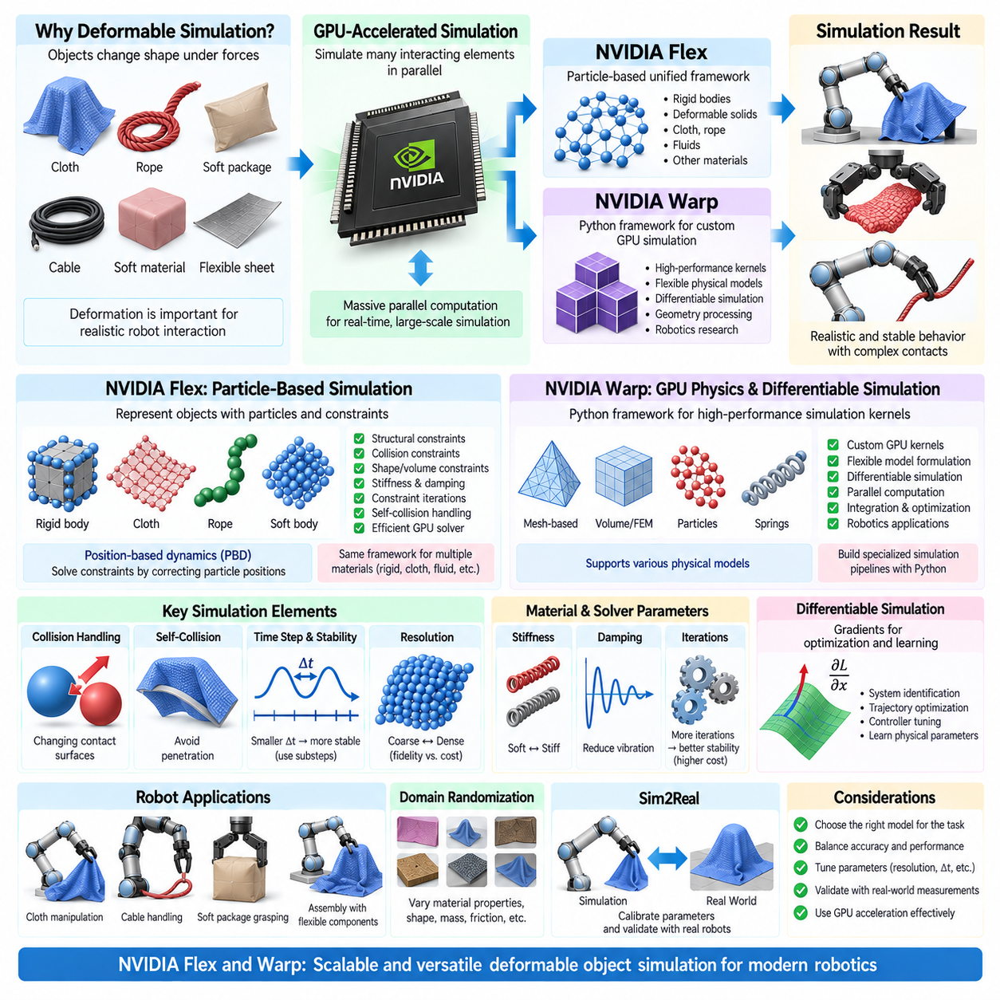 Why Deformable Simulation?
Objects change shape under forces
Cloth
Rope
Soft package
Cable
Soft material
Flexible sheet
Deformation is important for
realistic robot interaction
GPU-Accelerated Simulation
Simulate many interacting elements
in parallel
NVIDIA
Massive parallel computation
for real-time, large-scale simulation
NVIDIA Flex
Particle-based unified framework
• Rigid bodies
• Deformable solids
• Cloth, rope
• Fluids
• Other materials
NVIDIA Warp
Python framework for custom
GPU simulation
• High-performance kernels
• Flexible physical models
• Differentiable simulation
• Geometry processing
• Robotics research
Simulation Result
Realistic and stable behavior
with complex contacts
NVIDIA Flex: Particle-Based Simulation
Represent objects with particles and constraints
Rigid body
Cloth
Rope
Soft body
Structural constraints
Collision constraints
Shape/volume constraints
Stiffness & damping
Constraint iterations
Self-collision handling
Efficient GPU solver
Position-based dynamics (PBD)
Solve constraints by correcting particle positions
Same framework for multiple
materials (rigid, cloth, fluid, etc.)
NVIDIA Warp: GPU Physics & Differentiable Simulation
Python framework for high-performance simulation kernels
Mesh-based
Volume/FEM
Particles
Springs
Custom GPU kernels
Flexible model formulation
Differentiable simulation
Parallel computation
Integration & optimization
Robotics applications
Supports various physical models
Build specialized simulation
pipelines with Python
Key Simulation Elements
Collision Handling
Changing contact
surfaces
Self-Collision
Avoid
penetration
Time Step & Stability
Δt
Smaller Δt → more stable
(use substeps)
Resolution
Coarse ↔ Dense
(fidelity vs. cost)
Material & Solver Parameters
Stiffness
Soft ↔ Stiff
Damping
Reduce vibration
Iterations
More iterations
→ better stability
(higher cost)
Differentiable Simulation
Gradients for
optimization and learning
∂L
∂x
• System identification
• Trajectory optimization
• Controller tuning
• Learn physical parameters
Robot Applications
Cloth manipulation
Cable handling
Soft package grasping
Assembly with
flexible components
Domain Randomization
Vary material properties,
shape, mass, friction, etc.
Sim2Real
Simulation
Real World
Calibrate parameters
and validate with real robots
Considerations
Choose the right model for the task
Balance accuracy and performance
Tune parameters (resolution, Δt, etc.)
Validate with real-world measurements
Use GPU acceleration effectively
NVIDIA Flex and Warp: Scalable and versatile deformable object simulation for modern robotics